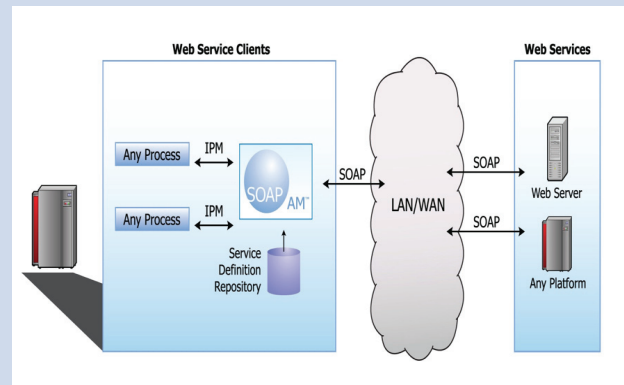 Web Service Clients
Web Services
Any Process
IPM
SOAP AM™
SOAP
Any Process
IPM
Service
Definition
Repository
LAN/WAN
SOAP
Web Server
SOAP
Any Platform